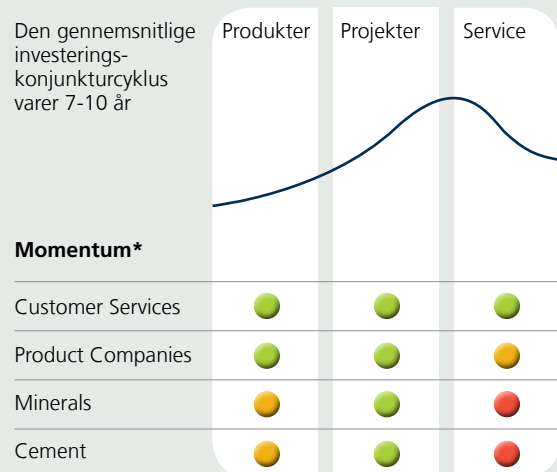 Den gennemsnitlige
investerings-
konjunkturcyklus
varer 7-10 år
Produkter
Projekter
Service
Momentum*
Customer Services
Product Companies
Minerals
Cement